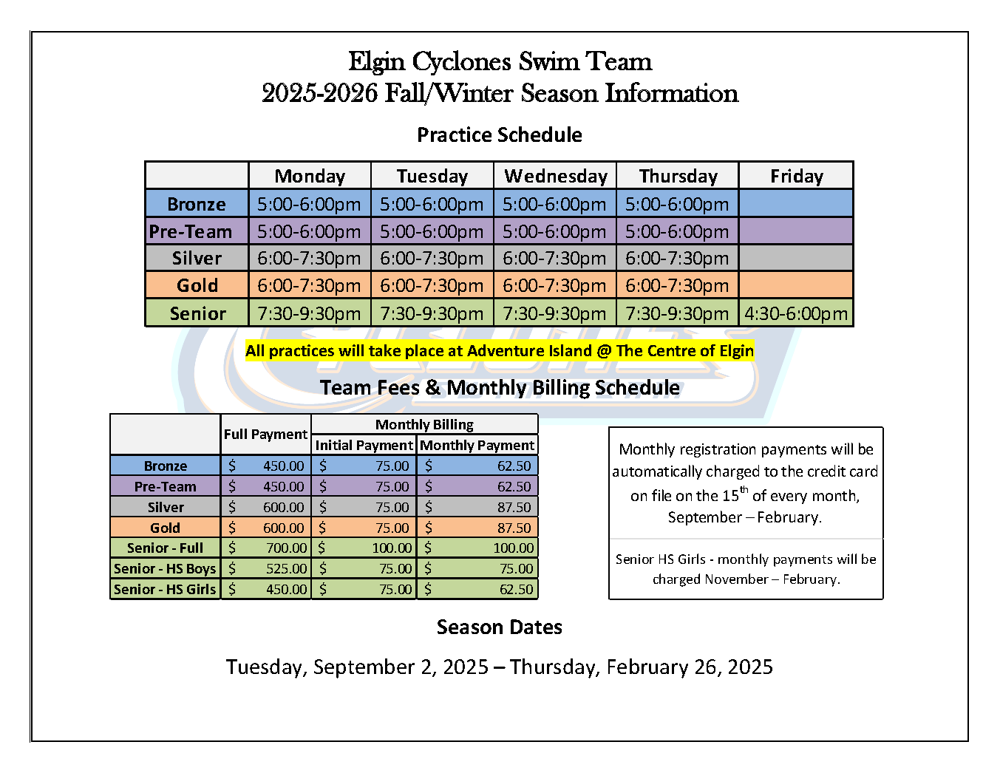 Elgin Cyclones Swim Team
2025-2026 Fall/Winter Season Information
Practice Schedule
Monday Tuesday Wednesday Thursday Friday
Bronze 5:00-6:00pm 5:00-6:00pm 5:00-6:00pm 5:00-6:00pm
Pre-Team 5:00-6:00pm 5:00-6:00pm 5:00-6:00pm 5:00-6:00pm
Silver 6:00-7:30pm 6:00-7:30pm 6:00-7:30pm 6:00-7:30pm
Gold 6:00-7:30pm 6:00-7:30pm 6:00-7:30pm 6:00-7:30pm
Senior 7:30-9:30pm 7:30-9:30pm 7:30-9:30pm 7:30-9:30pm 4:30-6:00pm
CYCLONES
All practices will take place at Adventure Island @ The Centre of Elgin
SWIM TEAM
Team Fees & Monthly Billing Schedule
Full Payment Monthly Billing
Initial Payment Monthly Payment
Bronze $ 450.00 $ 75.00 $ 62.50
Pre-Team $ 450.00 $ 75.00 $ 62.50
Silver $ 600.00 $ 75.00 $ 87.50
Gold $ 600.00 $ 75.00 $ 87.50
Senior - Full $ 700.00 $ 100.00 $ 100.00
Senior - HS Boys $ 525.00 $ 75.00 $ 75.00
Senior - HS Girls $ 450.00 $ 75.00 $ 62.50
Monthly registration payments will be
automatically charged to the credit card
on file on the 15th of every month,
September – February.
Senior HS Girls - monthly payments will be
charged November – February.
Season Dates
Tuesday, September 2, 2025 – Thursday, February 26, 2025